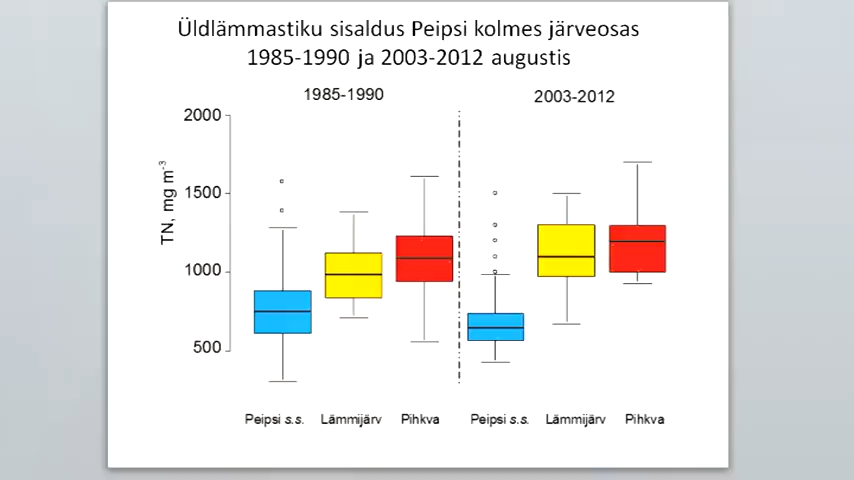 Üldlämmastiku sisaldus Peipsi kolmes järveosas
1985-1990 ja 2003-2012 augustis
1985-1990
2003-2012
2000
1500
1000
500
TN, mg m⁻³
Peipsi s.s.
Lämmijärv
Pihkva
Peipsi s.s.
Lämmijärv
Pihkva